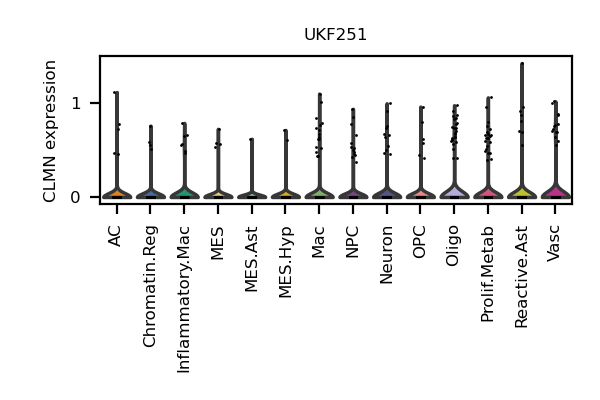 UKF251
CLMN expression
1
0
AC
Chromatin.Reg
Inflammatory.Mac
MES
MES.Ast
MES.Hyp
Mac
NPC
Neuron
OPC
Oligo
Prolif.Metab
Reactive.Ast
Vasc